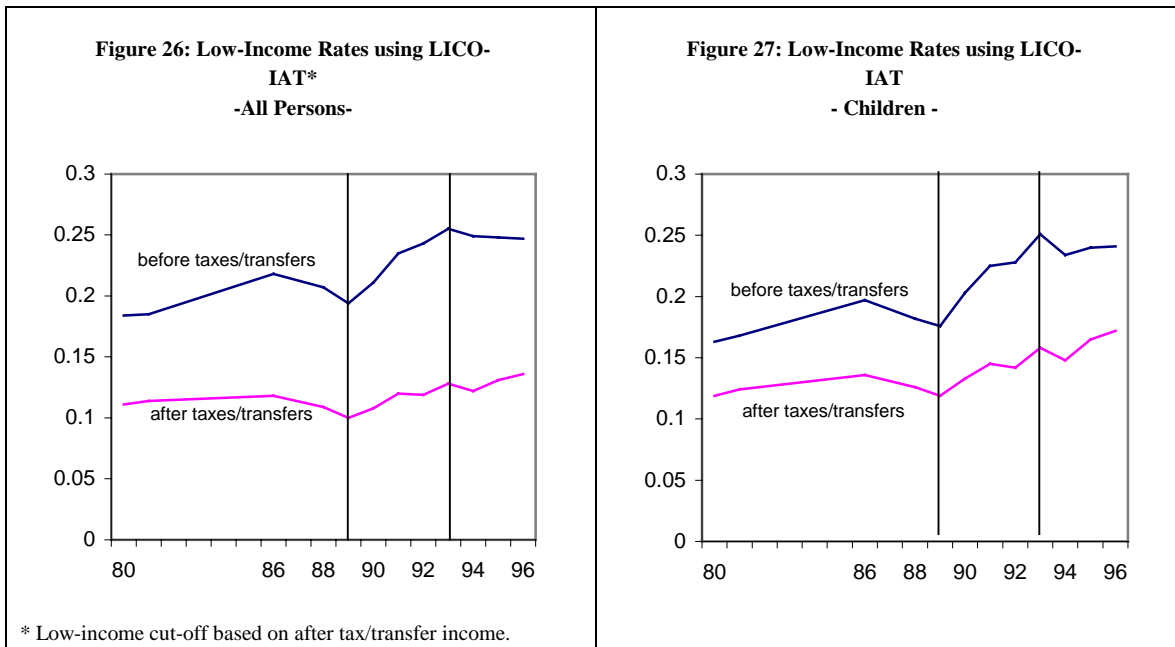 Figure 26: Low-Income Rates using LICO-
IAT*
-All Persons-
0.3
0.25
0.2
0.15
0.1
0.05
0
before taxes/transfers
after taxes/transfers
80 86 88 90 92 94 96
* Low-income cut-off based on after tax/transfer income.
Figure 27: Low-Income Rates using LICO-
IAT
- Children -
0.3
0.25
0.2
0.15
0.1
0.05
0
before taxes/transfers
after taxes/transfers
80 86 88 90 92 94 96